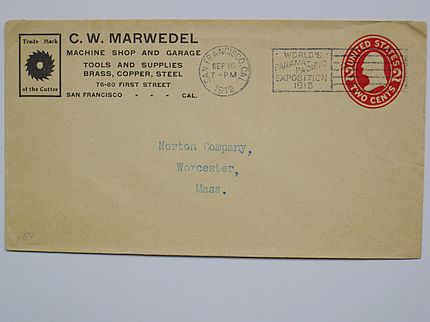 Trade Mark
of the Cutter
C. W. MARWEDEL
MACHINE SHOP AND GARAGE
TOOLS AND SUPPLIES
BRASS, COPPER, STEEL
76-80 FIRST STREET
SAN FRANCISCO - - - CAL.
SAN FRANCISCO, CAL.
SEP 16
7-PM
1912
WORLD'S
PANAMA PACIFIC
EXPOSITION
1915
UNITED STATES
2 2
TWO CENTS
Norton Company,
Worcester,
Mass.